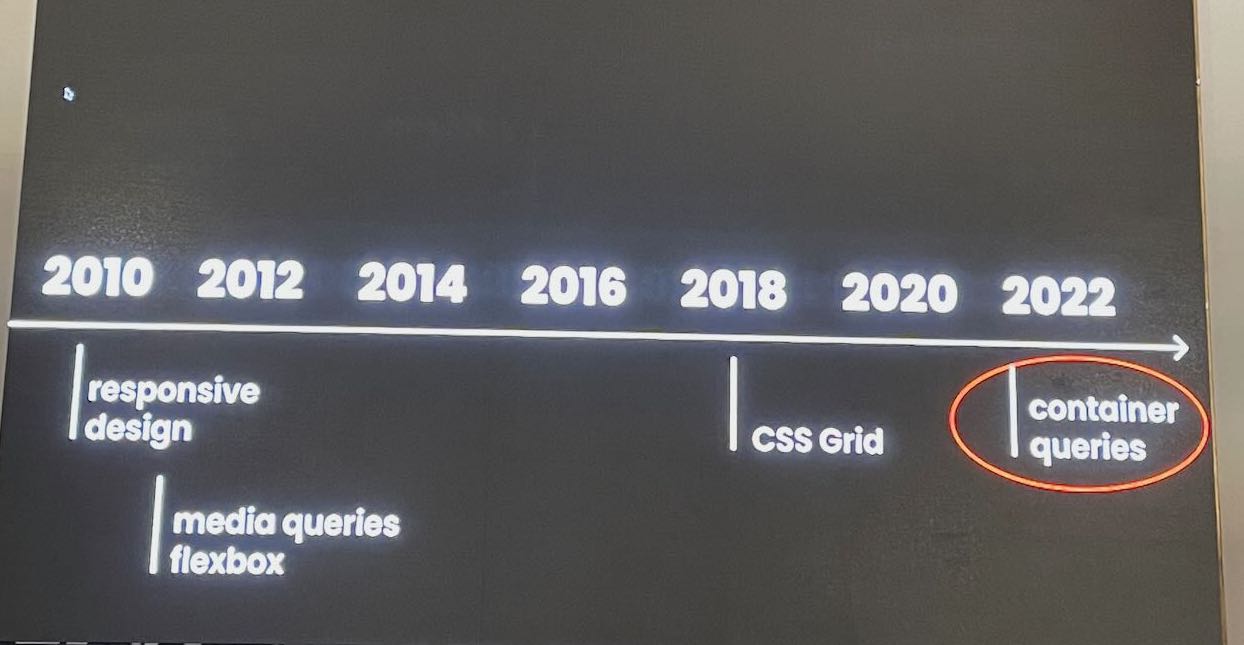 2010 2012 2014 2016 2018 2020 2022
responsive
design
media queries
flexbox
CSS Grid
container
queries